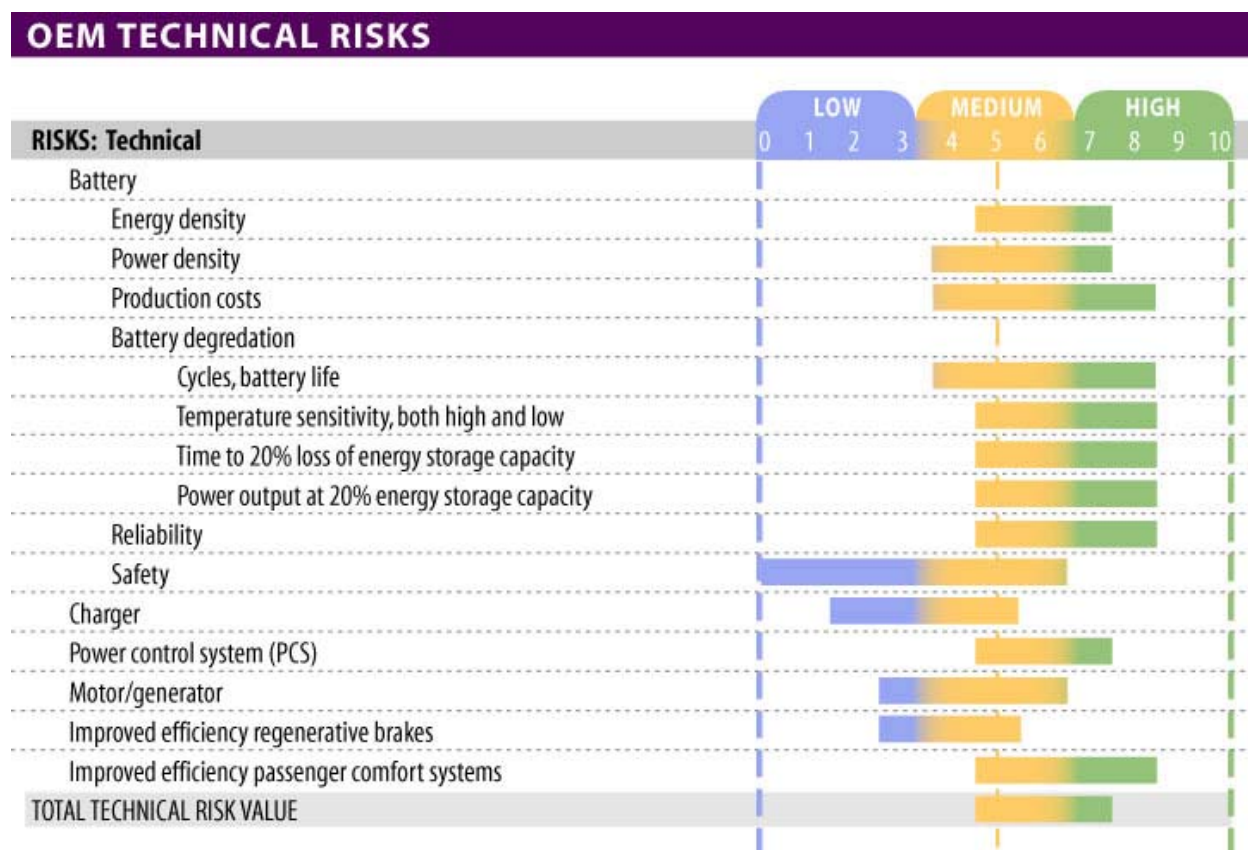 OEM TECHNICAL RISKS
LOW MEDIUM HIGH
RISKS: Technical 0 1 2 3 4 5 6 7 8 9 10
Battery
Energy density
Power density
Production costs
Battery degredation
Cycles, battery life
Temperature sensitivity, both high and low
Time to 20% loss of energy storage capacity
Power output at 20% energy storage capacity
Reliability
Safety
Charger
Power control system (PCS)
Motor/generator
Improved efficiency regenerative brakes
Improved efficiency passenger comfort systems
TOTAL TECHNICAL RISK VALUE